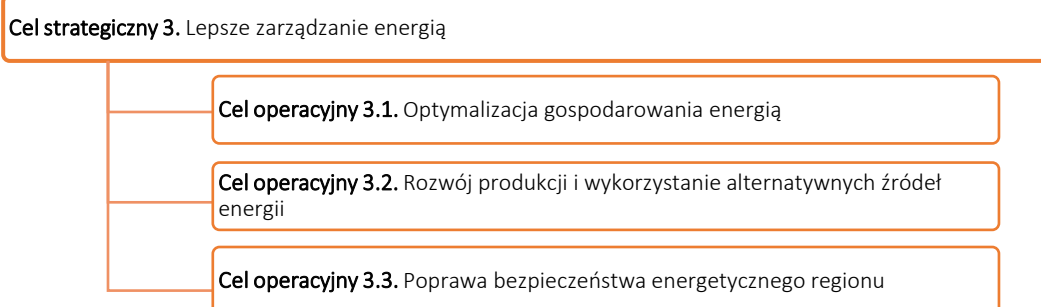 Cel strategiczny 3. Lepsze zarządzanie energią
Cel operacyjny 3.1. Optymalizacja gospodarowania energią
Cel operacyjny 3.2. Rozwój produkcji i wykorzystanie alternatywnych źródeł
energii
Cel operacyjny 3.3. Poprawa bezpieczeństwa energetycznego regionu